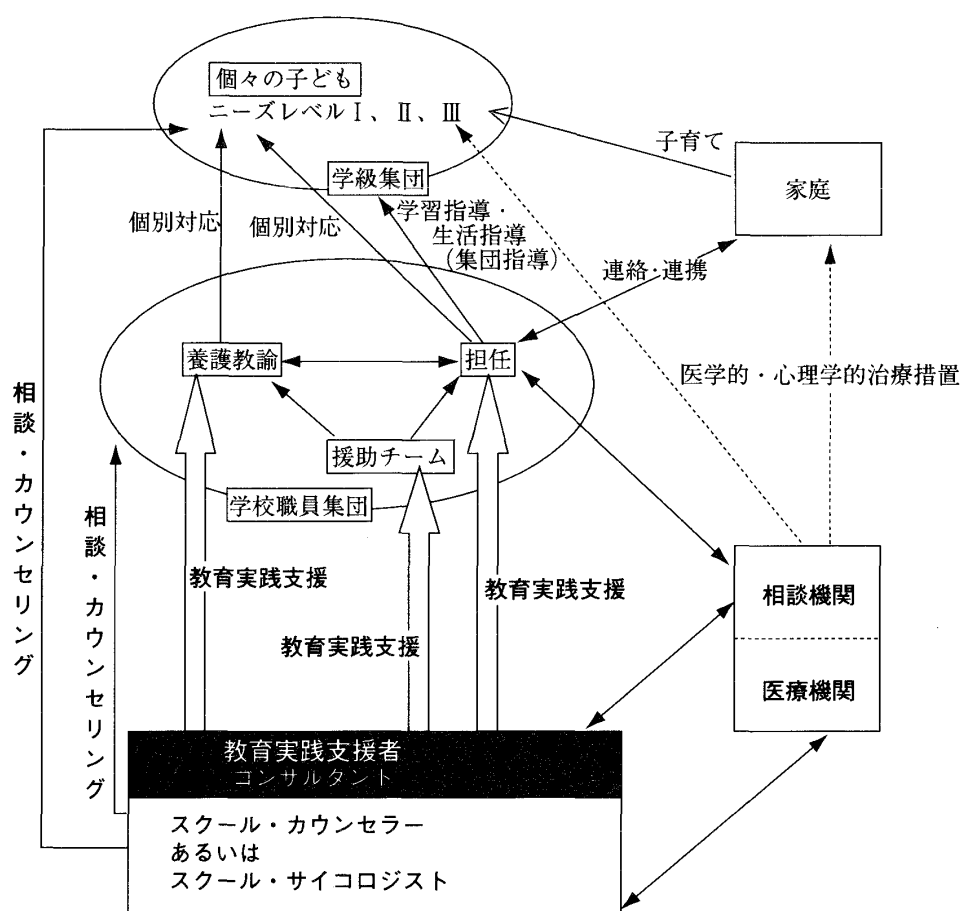 個々の子ども
ニーズレベルⅠ、Ⅱ、Ⅲ
子育て
家庭
学級集団
個別対応
個別対応
学習指導・
生活指導
(集団指導)
連絡・連携
養護教諭
担任
医学的・心理学的治療措置
援助チーム
学校職員集団
相談・カウンセリング
相談・カウンセリング
教育実践支援
教育実践支援
教育実践支援
相談機関
医療機関
教育実践支援者
コンサルタント
スクール・カウンセラー
あるいは
スクール・サイコロジスト